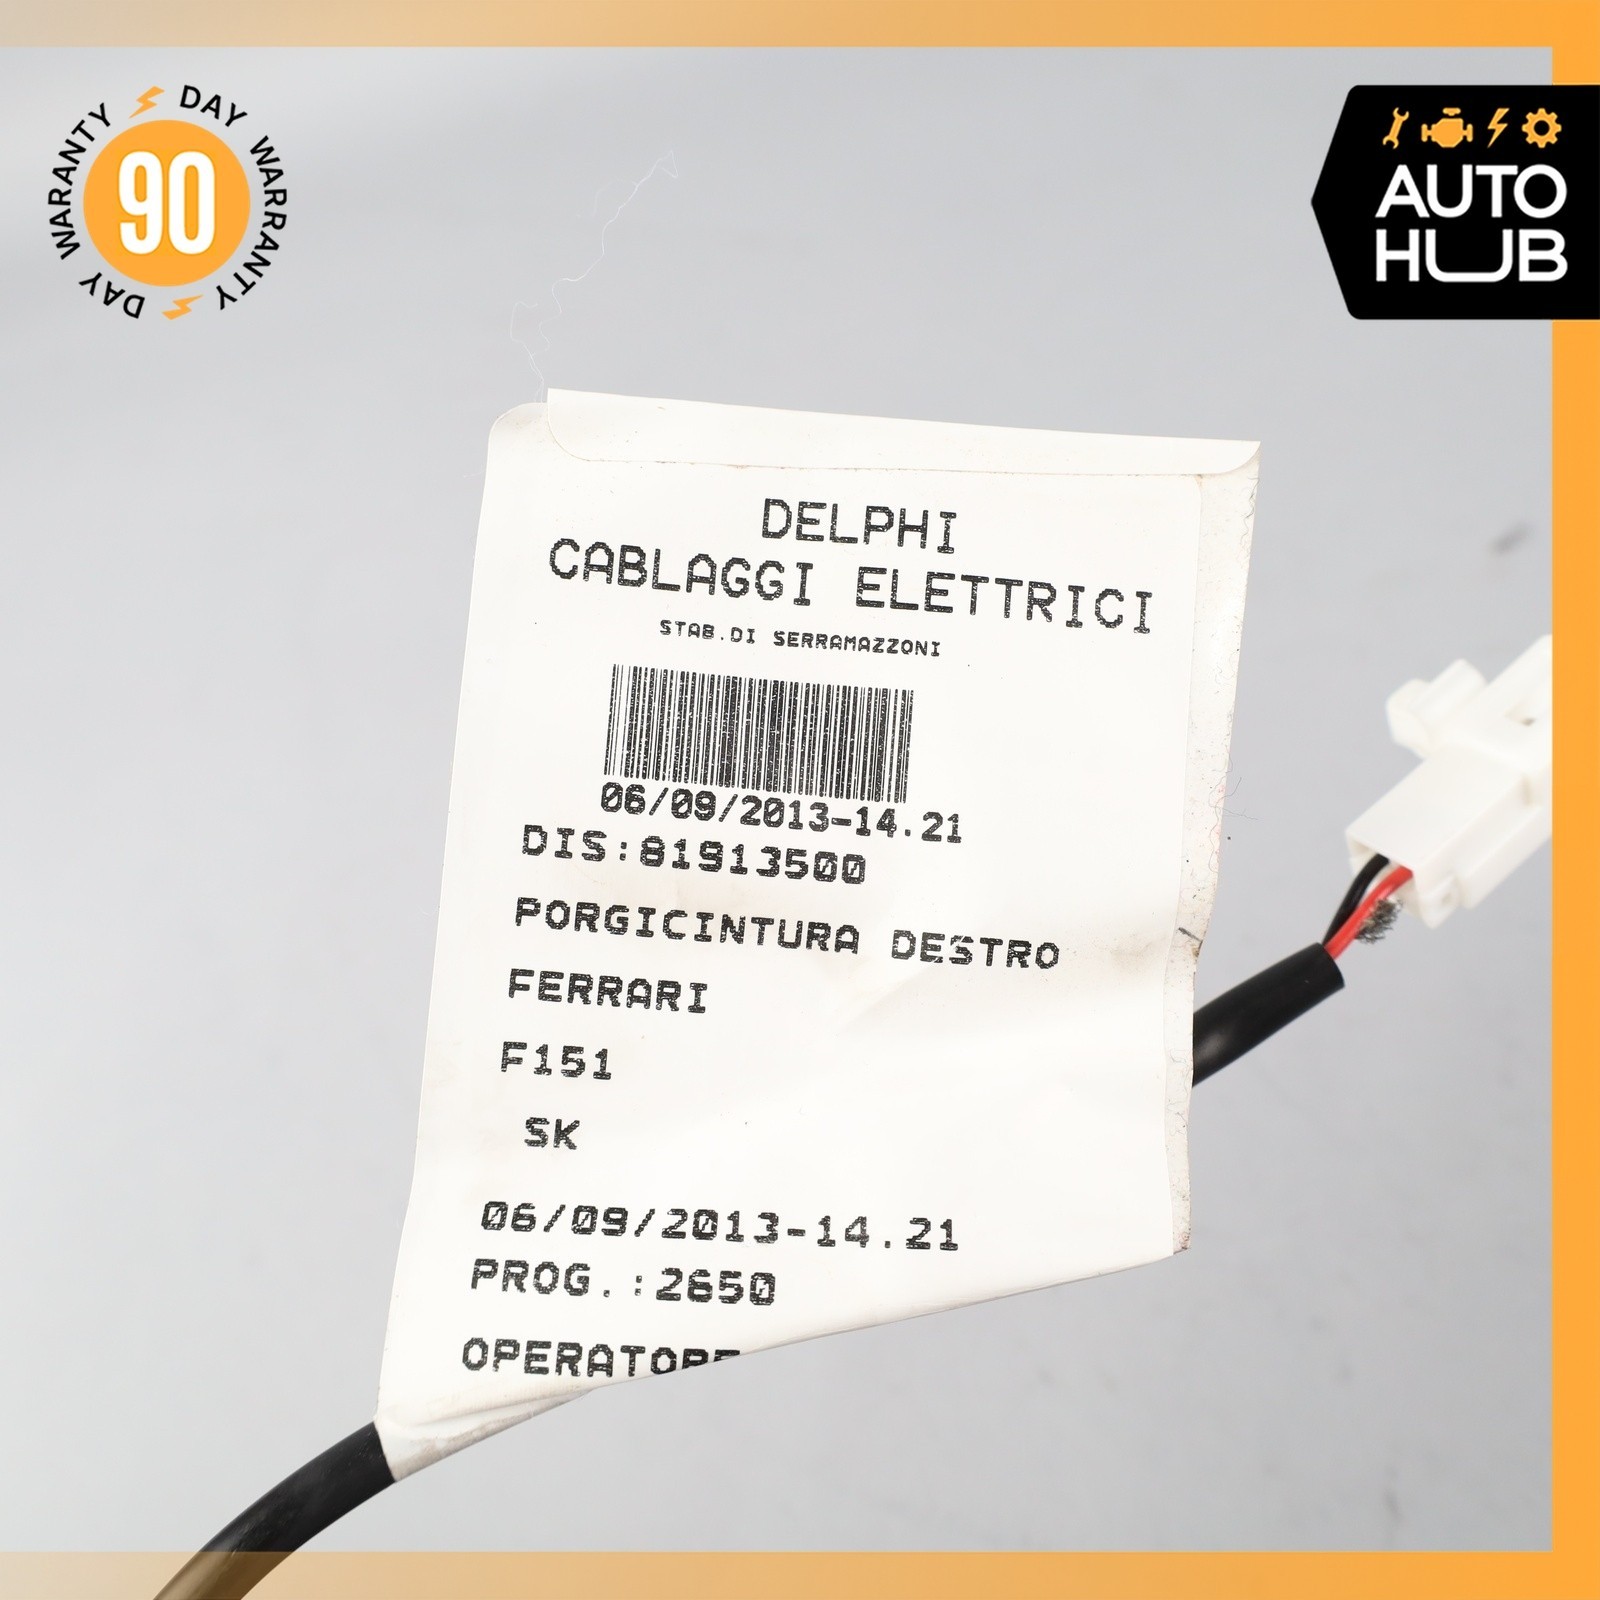 90
DAY WARRANTY
DAY WARRANTY
AUTO
HUB
DELPHI
CABLAGGI ELETTRICI
STAB.DI SERRAMAZZONI
06/09/2013-14.21
DIS:81913500
PORGICINTURA DESTRO
FERRARI
F151
SK
06/09/2013-14.21
PROG.:2650
OPERATORE